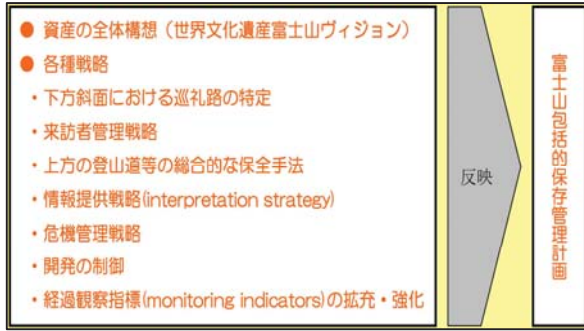 ● 資産の全体構想（世界文化遺産富士山ヴィジョン）
● 各種戦略
・下方斜面における巡礼路の特定
・来訪者管理戦略
・上方の登山道等の総合的な保全手法
・情報提供戦略(interpretation strategy)
・危機管理戦略
・開発の制御
・経過観察指標(monitoring indicators)の拡充・強化
反映
富士山包括的保存管理計画